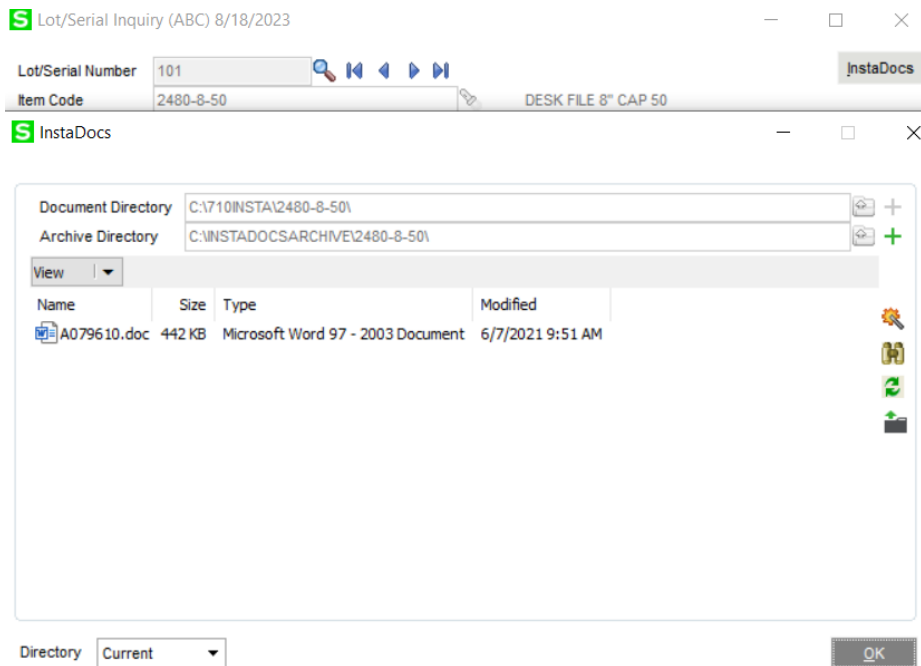 S Lot/Serial Inquiry (ABC) 8/18/2023
Lot/Serial Number 101 InstaDocs
Item Code 2480-8-50 DESK FILE 8" CAP 50
S InstaDocs
Document Directory C:\710INSTA\2480-8-50\
Archive Directory C:\INSTADOCSARCHIVE\2480-8-50\
View
Name Size Type Modified
A079610.doc 442 KB Microsoft Word 97 - 2003 Document 6/7/2021 9:51 AM
Directory Current OK